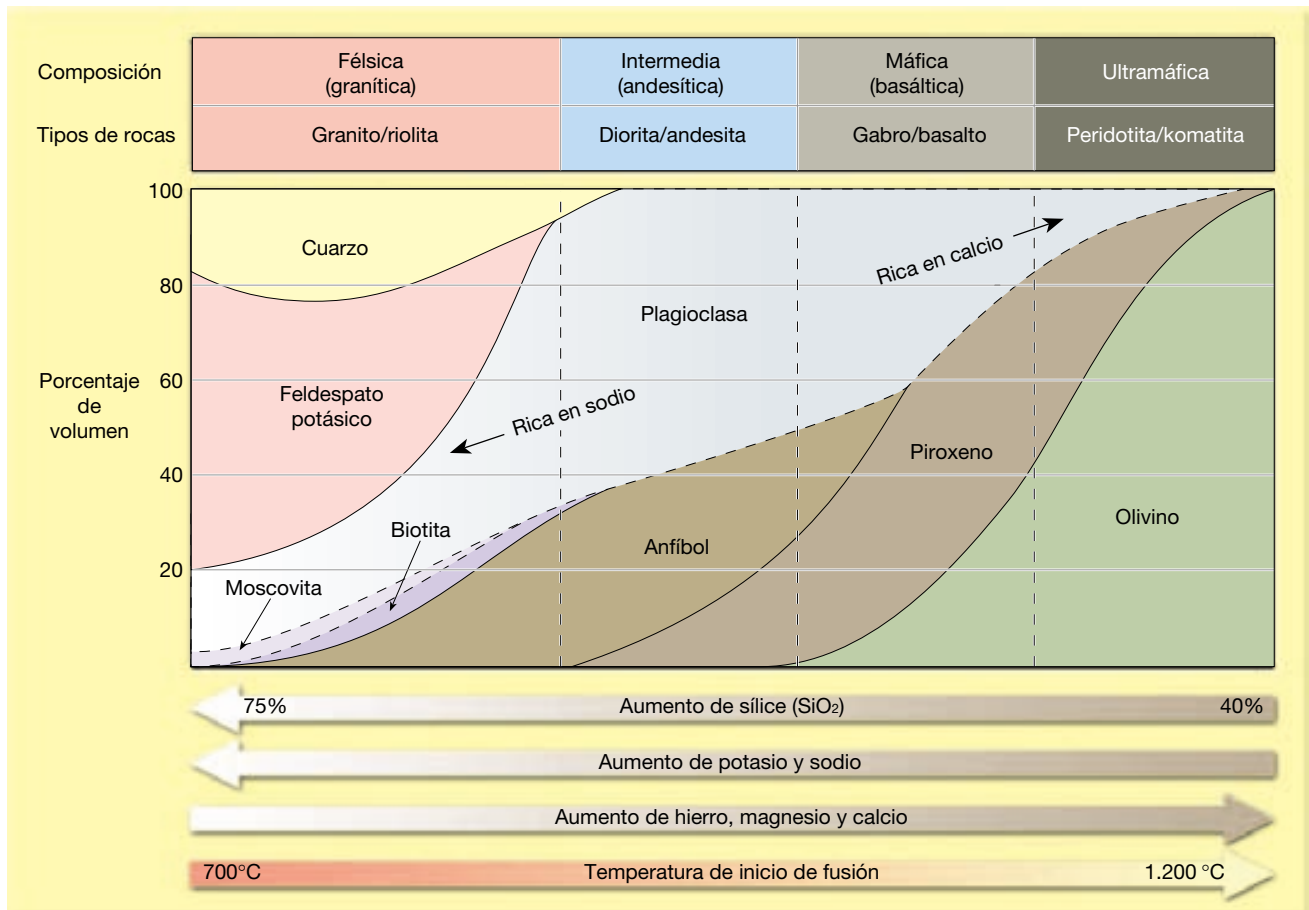 Composición
Félsica
(granítica)
Intermedia
(andesítica)
Máfica
(basáltica)
Ultramáfica
Tipos de rocas
Granito/riolita
Diorita/andesita
Gabro/basalto
Peridotita/komatita
100
80
60
40
20
Porcentaje
de
volumen
Cuarzo
Feldespato
potásico
Rica en sodio
Plagioclasa
Rica en calcio
Moscovita
Biotita
Anfíbol
Piroxeno
Olivino
75% Aumento de sílice (SiO₂) 40%
Aumento de potasio y sodio
Aumento de hierro, magnesio y calcio
700°C Temperatura de inicio de fusión 1.200 °C